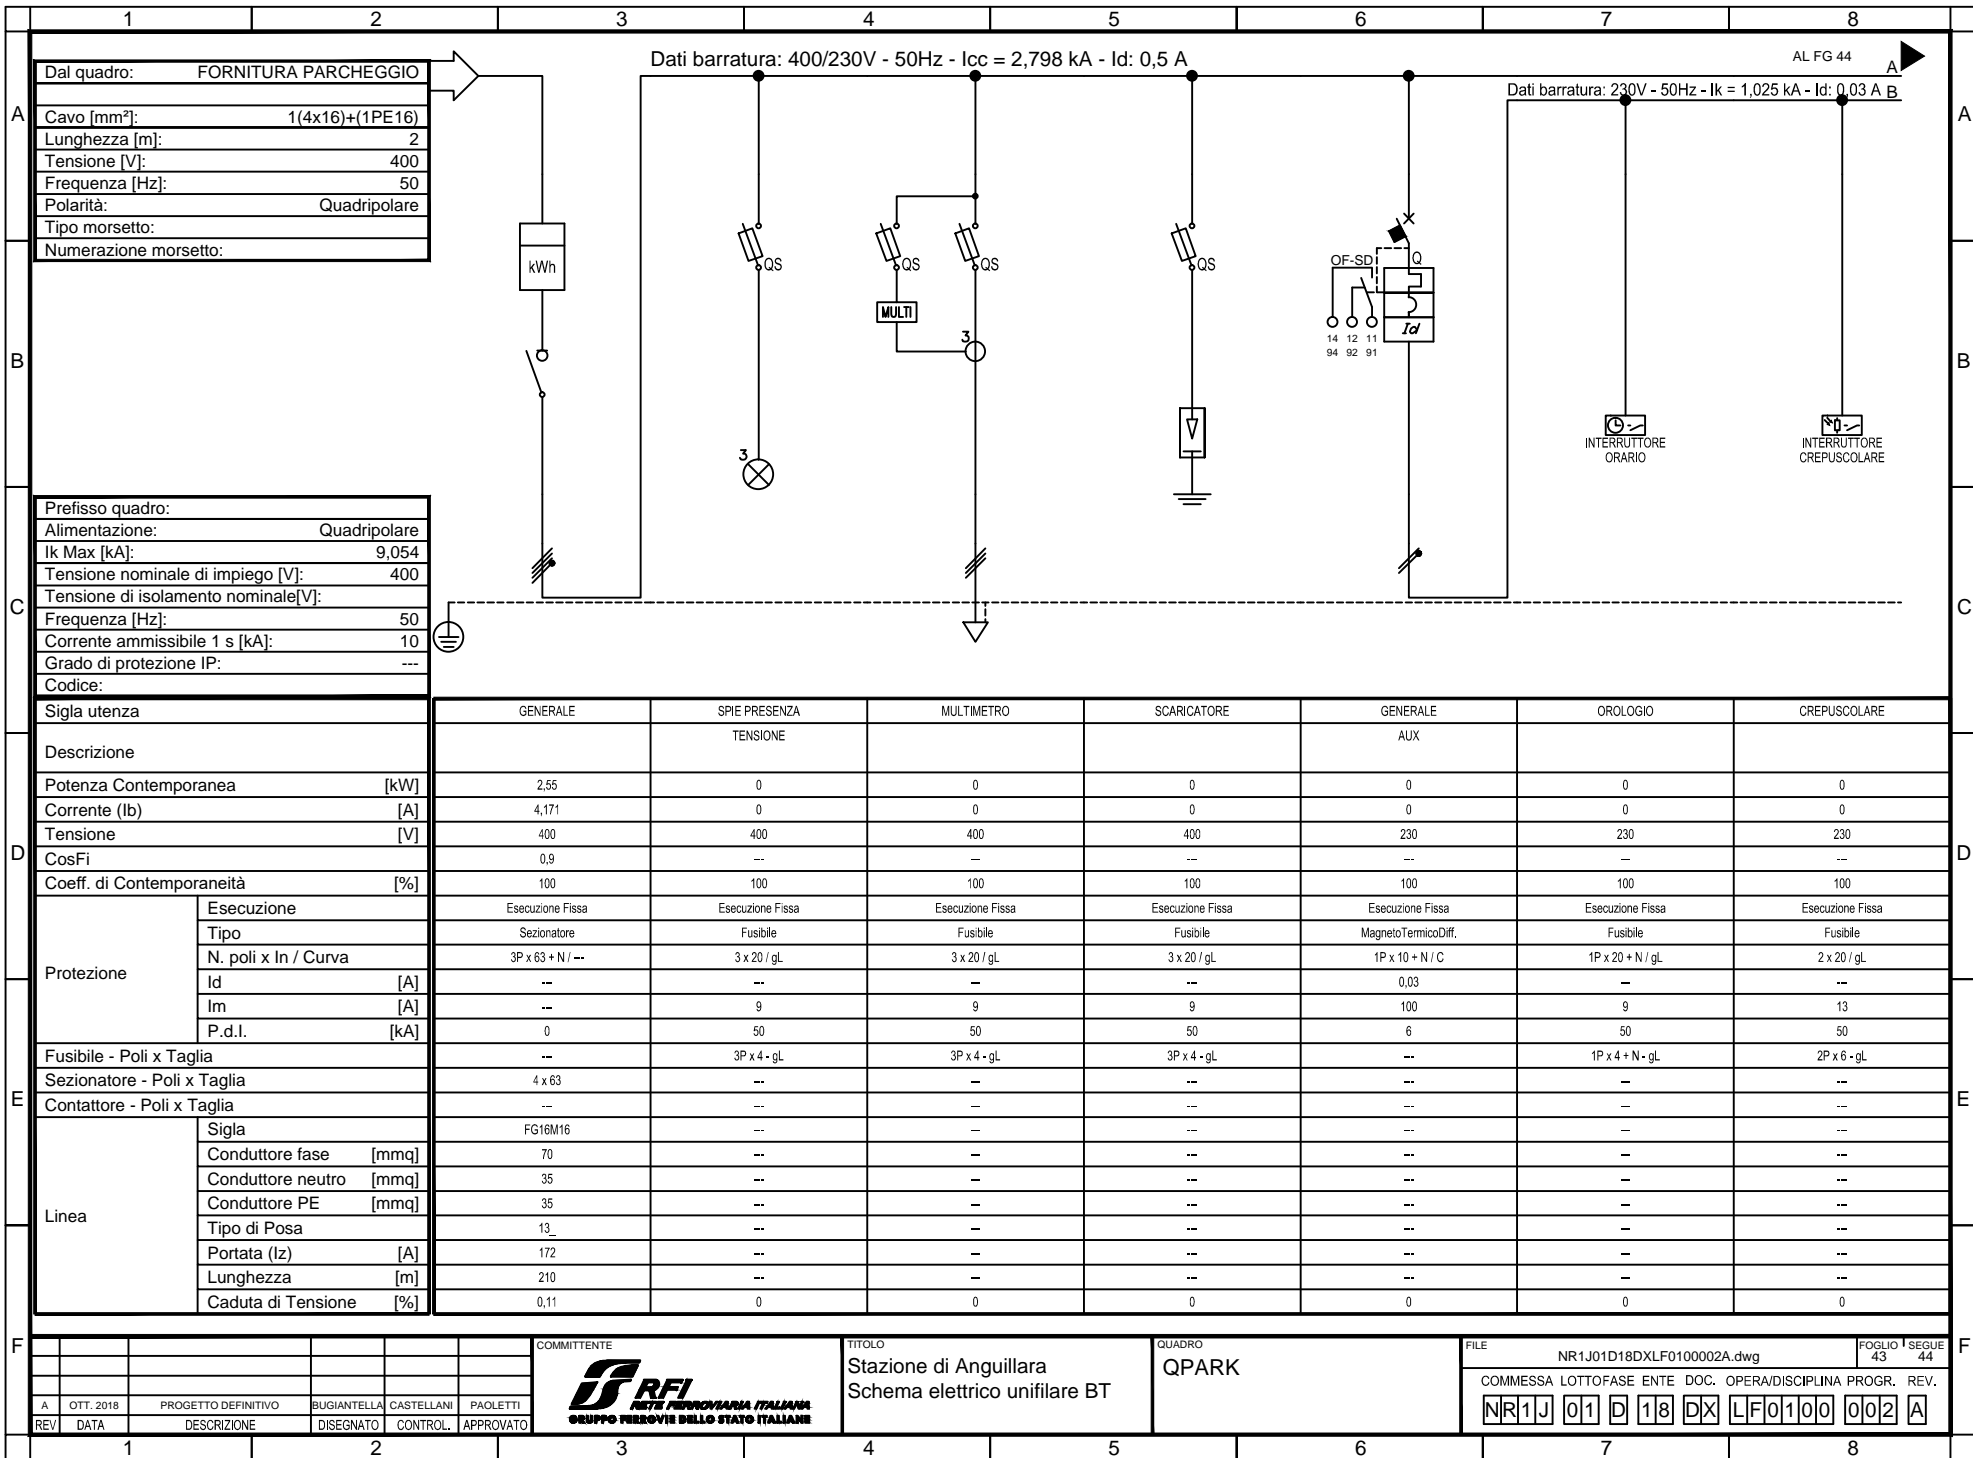 1 2 3 4 5 6 7 8
A
B
C
D
E
F
Dal quadro: FORNITURA PARCHEGGIO
Cavo [mm²]: 1(4x16)+(1PE16)
Lunghezza [m]: 2
Tensione [V]: 400
Frequenza [Hz]: 50
Polarità: Quadripolare
Tipo morsetto:
Numerazione morsetto:
Dati barratura: 400/230V - 50Hz - Icc = 2,798 kA - Id: 0,5 A
AL FG 44
A
Dati barratura: 230V - 50Hz - Ik = 1,025 kA - Id: 0,03 A B
kWh
QS
QS
QS
MULTI
3
3
QS
OF-SD
Q
Id
14 12 11
94 92 91
INTERRUTTORE
ORARIO
INTERRUTTORE
CREPUSCOLARE
Prefisso quadro:
Alimentazione: Quadripolare
Ik Max [kA]: 9,054
Tensione nominale di impiego [V]: 400
Tensione di isolamento nominale[V]:
Frequenza [Hz]: 50
Corrente ammissibile 1 s [kA]: 10
Grado di protezione IP: ---
Codice:
Sigla utenza GENERALE SPIE PRESENZA MULTIMETRO SCARICATORE GENERALE OROLOGIO CREPUSCOLARE
Descrizione TENSIONE AUX
Potenza Contemporanea [kW] 2,55 0 0 0 0 0 0
Corrente (Ib) [A] 4,171 0 0 0 0 0 0
Tensione [V] 400 400 400 400 230 230 230
CosFi 0,9 --- --- --- --- --- ---
Coeff. di Contemporaneità [%] 100 100 100 100 100 100 100
Protezione
Esecuzione Esecuzione Fissa Esecuzione Fissa Esecuzione Fissa Esecuzione Fissa Esecuzione Fissa Esecuzione Fissa Esecuzione Fissa
Tipo Sezionatore Fusibile Fusibile Fusibile MagnetoTermicoDiff. Fusibile Fusibile
N. poli x In / Curva 3P x 63 + N / --- 3 x 20 / gL 3 x 20 / gL 3 x 20 / gL 1P x 10 + N / C 1P x 20 + N / gL 2 x 20 / gL
Id [A] --- --- --- --- 0,03 --- ---
Im [A] --- 9 9 9 100 9 13
P.d.I. [kA] 0 50 50 50 6 50 50
Fusibile - Poli x Taglia --- 3P x 4 - gL 3P x 4 - gL 3P x 4 - gL --- 1P x 4 + N - gL 2P x 6 - gL
Sezionatore - Poli x Taglia 4 x 63 --- --- --- --- --- ---
Contattore - Poli x Taglia --- --- --- --- --- --- ---
Linea
Sigla FG16M16 --- --- --- --- --- ---
Conduttore fase [mmq] 70 --- --- --- --- --- ---
Conduttore neutro [mmq] 35 --- --- --- --- --- ---
Conduttore PE [mmq] 35 --- --- --- --- --- ---
Tipo di Posa 13_ --- --- --- --- --- ---
Portata (Iz) [A] 172 --- --- --- --- --- ---
Lunghezza [m] 210 --- --- --- --- --- ---
Caduta di Tensione [%] 0,11 0 0 0 0 0 0
A OTT. 2018 PROGETTO DEFINITIVO BUGIANTELLA CASTELLANI PAOLETTI
REV DATA DESCRIZIONE DISEGNATO CONTROL. APPROVATO
COMMITTENTE
RFI
RETE FERROVIARIA ITALIANA
GRUPPO FERROVIE DELLO STATO ITALIANE
TITOLO
Stazione di Anguillara
Schema elettrico unifilare BT
QUADRO
QPARK
FILE
NR1J01D18DXLF0100002A.dwg
FOGLIO SEGUE
43 44
COMMESSA LOTTO FASE ENTE DOC. OPERA/DISCIPLINA PROGR. REV.
NR1J 01 D 18 DX LF0100 002 A
A
B
C
D
E
F
1 2 3 4 5 6 7 8